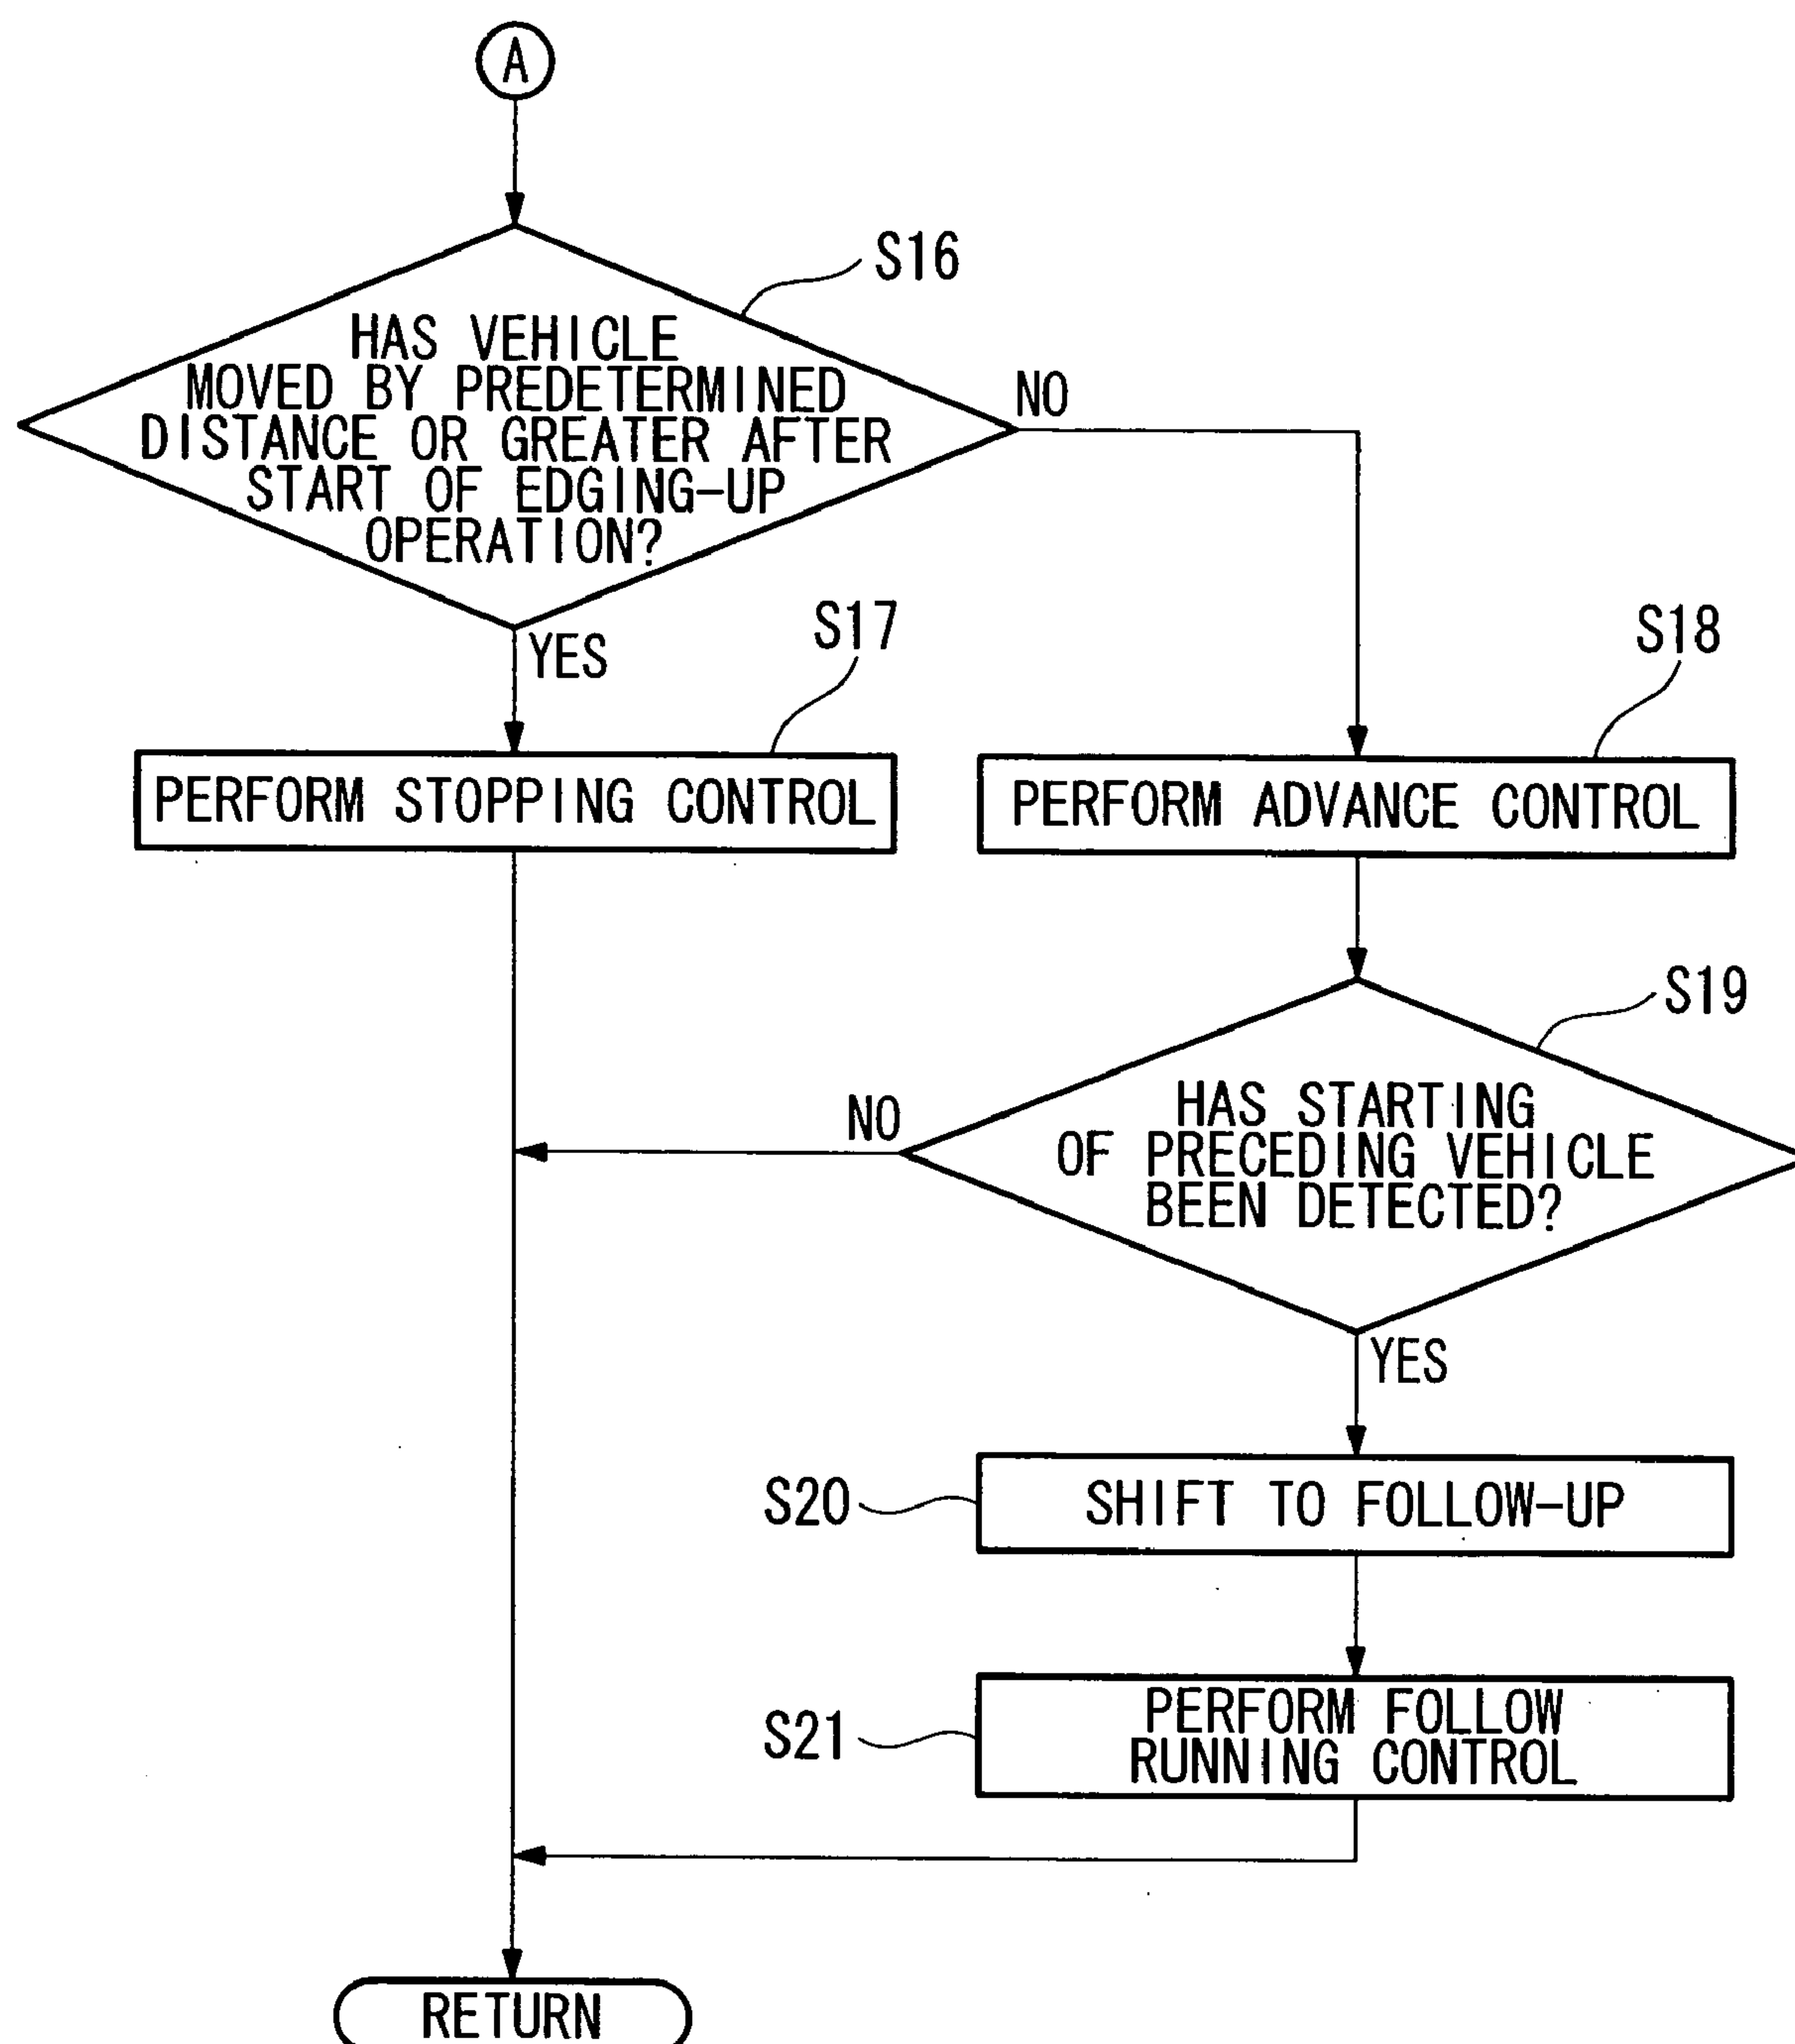 A
S16
HAS VEHICLE
MOVED BY PREDETERMINED
DISTANCE OR GREATER AFTER
START OF EDGING-UP
OPERATION?
NO
YES
S17
PERFORM STOPPING CONTROL
S18
PERFORM ADVANCE CONTROL
S19
HAS STARTING
OF PRECEDING VEHICLE
BEEN DETECTED?
NO
YES
S20
SHIFT TO FOLLOW-UP
S21
PERFORM FOLLOW
RUNNING CONTROL
RETURN